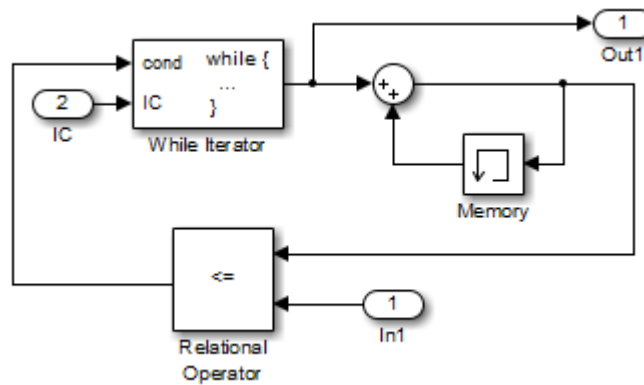 1
Out1
cond while {
...
IC }
While Iterator
2
IC
+
+
Memory
<=
Relational
Operator
1
In1